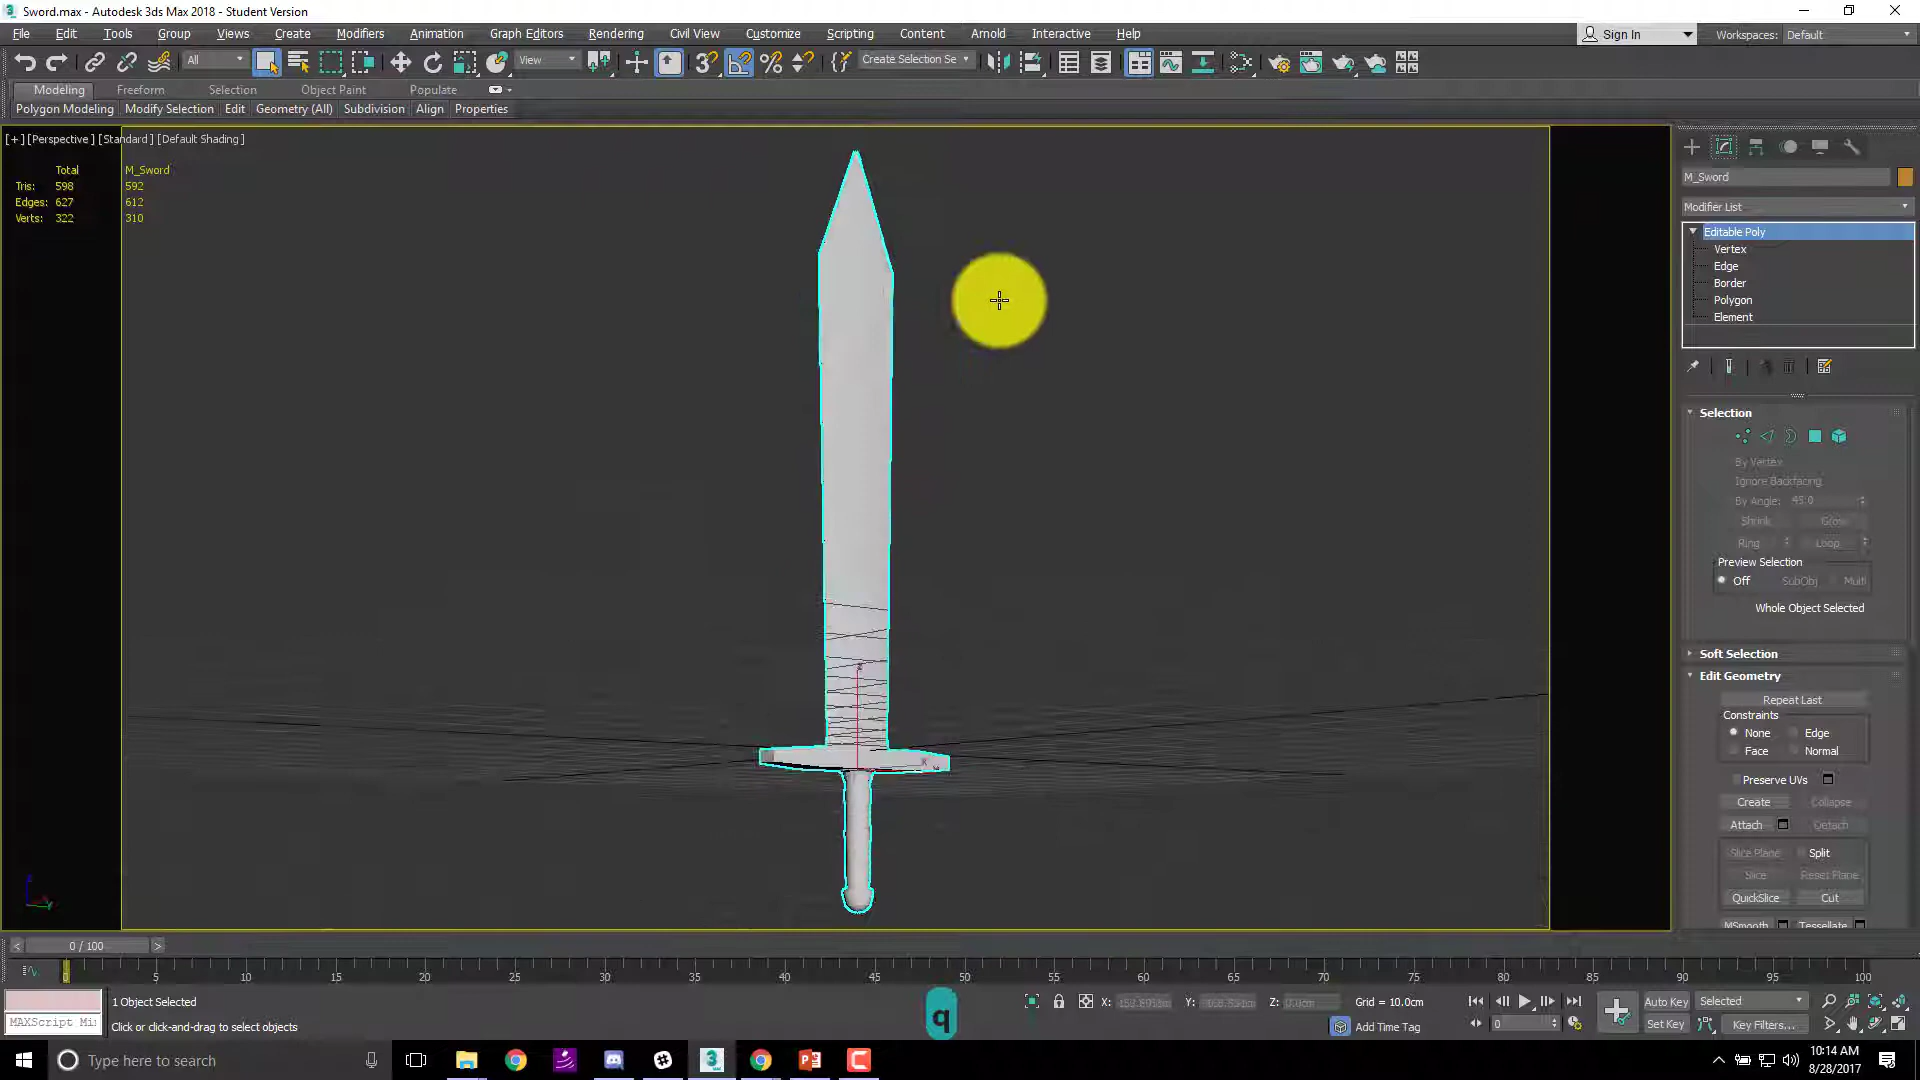 Sword.max - Autodesk 3ds Max 2018 - Student Version
File Edit Tools Group Views Create Modifiers Animation Graph Editors Rendering Civil View Customize Scripting Content Arnold Interactive Help Sign In Workspaces: Default
All View Create Selection Se
Modeling Freeform Selection Object Paint Populate
Polygon Modeling Modify Selection Edit Geometry (All) Subdivision Align Properties
[+] [Perspective] [Standard] [Default Shading]
Total M_Sword
Tris: 598 592
Edges: 627 612
Verts: 322 310
M_Sword
Modifier List
Editable Poly
Vertex
Edge
Border
Polygon
Element
Selection
By Vertex
Ignore Backfacing
By Angle: 45.0
Shrink Grow
Ring Loop
Preview Selection
Off SubObj Multi
Whole Object Selected
Soft Selection
Edit Geometry
Repeat Last
Constraints
None Edge
Face Normal
Preserve UVs
Create Collapse
Attach Detach
Slice Plane Split
Slice Reset Plane
QuickSlice Cut
MSmooth Tessellate
0 / 100
0 5 10 15 20 25 30 35 40 45 50 55 60 65 70 75 80 85 90 95 100
1 Object Selected
MAXScript Mi
Click or click-and-drag to select objects
q
X: Y: Z: 0.0cm Grid = 10.0cm
Add Time Tag
0
Auto Key Selected
Set Key Key Filters...
Type here to search
10:14 AM
8/28/2017